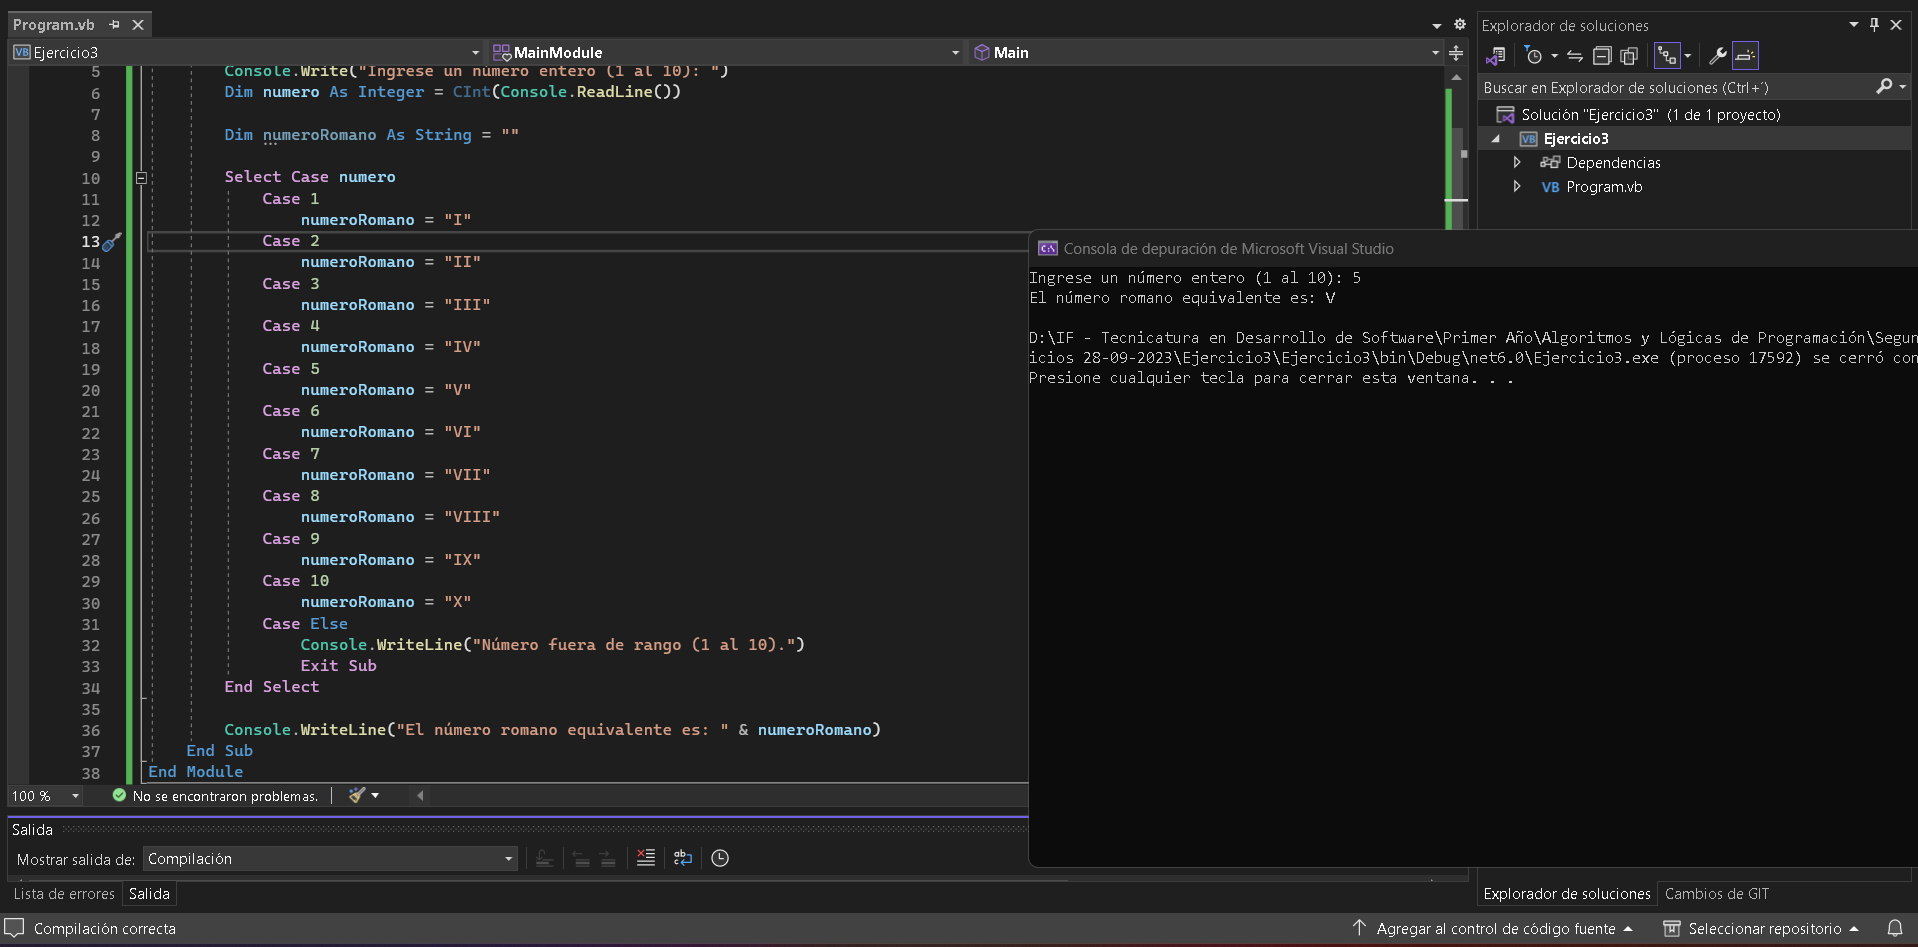 Program.vb
Ejercicio3
MainModule
Main
5 Console.Write("Ingrese un número entero (1 al 10): ")
6 Dim numero As Integer = CInt(Console.ReadLine())
7
8 Dim numeroRomano As String = ""
9
10 Select Case numero
11 Case 1
12 numeroRomano = "I"
13 Case 2
14 numeroRomano = "II"
15 Case 3
16 numeroRomano = "III"
17 Case 4
18 numeroRomano = "IV"
19 Case 5
20 numeroRomano = "V"
21 Case 6
22 numeroRomano = "VI"
23 Case 7
24 numeroRomano = "VII"
25 Case 8
26 numeroRomano = "VIII"
27 Case 9
28 numeroRomano = "IX"
29 Case 10
30 numeroRomano = "X"
31 Case Else
32 Console.WriteLine("Número fuera de rango (1 al 10).")
33 Exit Sub
34 End Select
35
36 Console.WriteLine("El número romano equivalente es: " & numeroRomano)
37 End Sub
38 End Module
100 %
No se encontraron problemas.
Salida
Mostrar salida de: Compilación
Lista de errores
Salida
Explorador de soluciones
Buscar en Explorador de soluciones (Ctrl+´)
Solución "Ejercicio3" (1 de 1 proyecto)
VB Ejercicio3
Dependencias
VB Program.vb
Consola de depuración de Microsoft Visual Studio
Ingrese un número entero (1 al 10): 5
El número romano equivalente es: V
D:\IF - Tecnicatura en Desarrollo de Software\Primer Año\Algoritmos y Lógicas de Programación\Segun
icios 28-09-2023\Ejercicio3\Ejercicio3\bin\Debug\net6.0\Ejercicio3.exe (proceso 17592) se cerró con
Presione cualquier tecla para cerrar esta ventana. . .
Explorador de soluciones
Cambios de GIT
Compilación correcta
Agregar al control de código fuente
Seleccionar repositorio